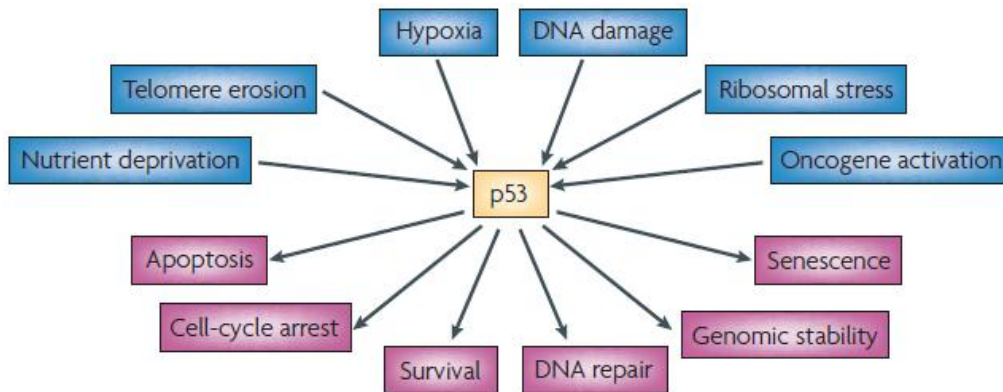 Hypoxia
DNA damage
Telomere erosion
Ribosomal stress
Nutrient deprivation
Oncogene activation
p53
Apoptosis
Senescence
Cell-cycle arrest
Genomic stability
Survival
DNA repair